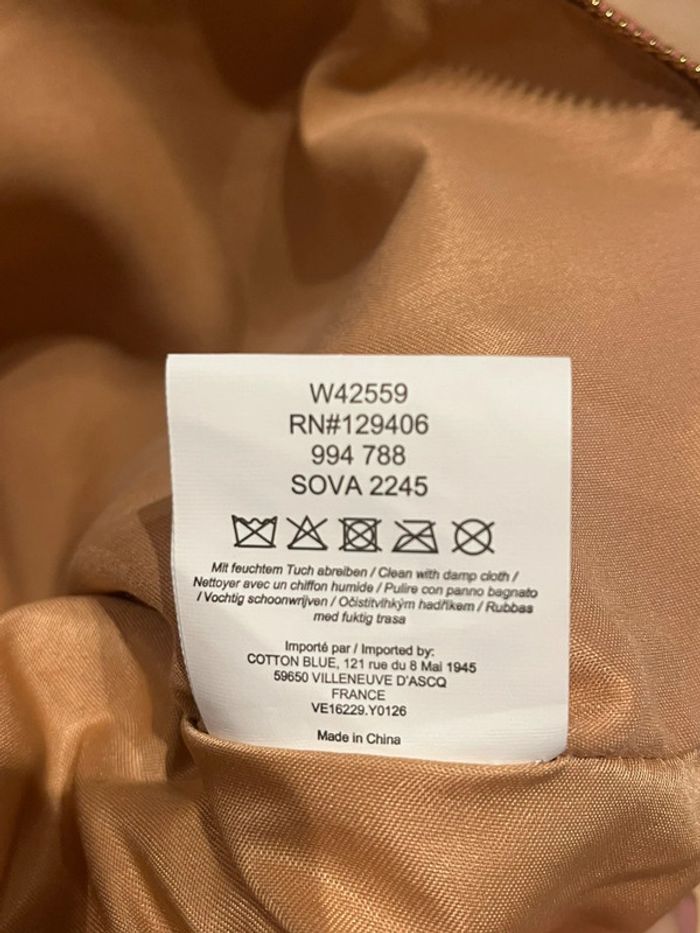 W42559
RN#129406
994 788
SOVA 2245
Mit feuchtem Tuch abreiben / Clean with damp cloth /
Nettoyer avec un chiffon humide / Pulire con panno bagnato
/ Vochtig schoonwrijven / Očistitvlhkým hadříkem / Rubbas
med fuktig trasa
Importé par / Imported by:
COTTON BLUE, 121 rue du 8 Mai 1945
59650 VILLENEUVE D'ASCQ
FRANCE
VE16229.Y0126
Made in China